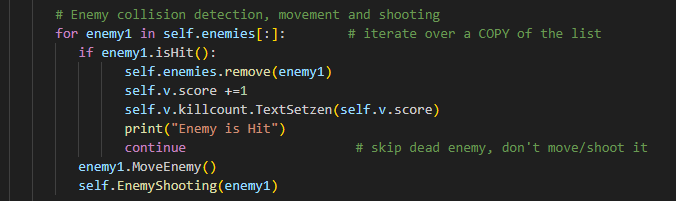 # Enemy collision detection, movement and shooting
for enemy1 in self.enemies[:]:        # iterate over a COPY of the list
    if enemy1.isHit():
        self.enemies.remove(enemy1)
        self.v.score +=1
        self.v.killcount.TextSetzen(self.v.score)
        print("Enemy is Hit")
        continue                        # skip dead enemy, don't move/shoot it
    enemy1.MoveEnemy()
    self.EnemyShooting(enemy1)